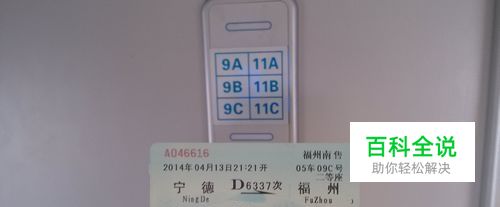 9A 11A
9B 11B
9C 11C
A046616 福州南售
2014年04月13日21:21开 05车09C号
二等座
宁德 D6337次 福州
NingDe FuZhou
百科全说
助你轻松解决